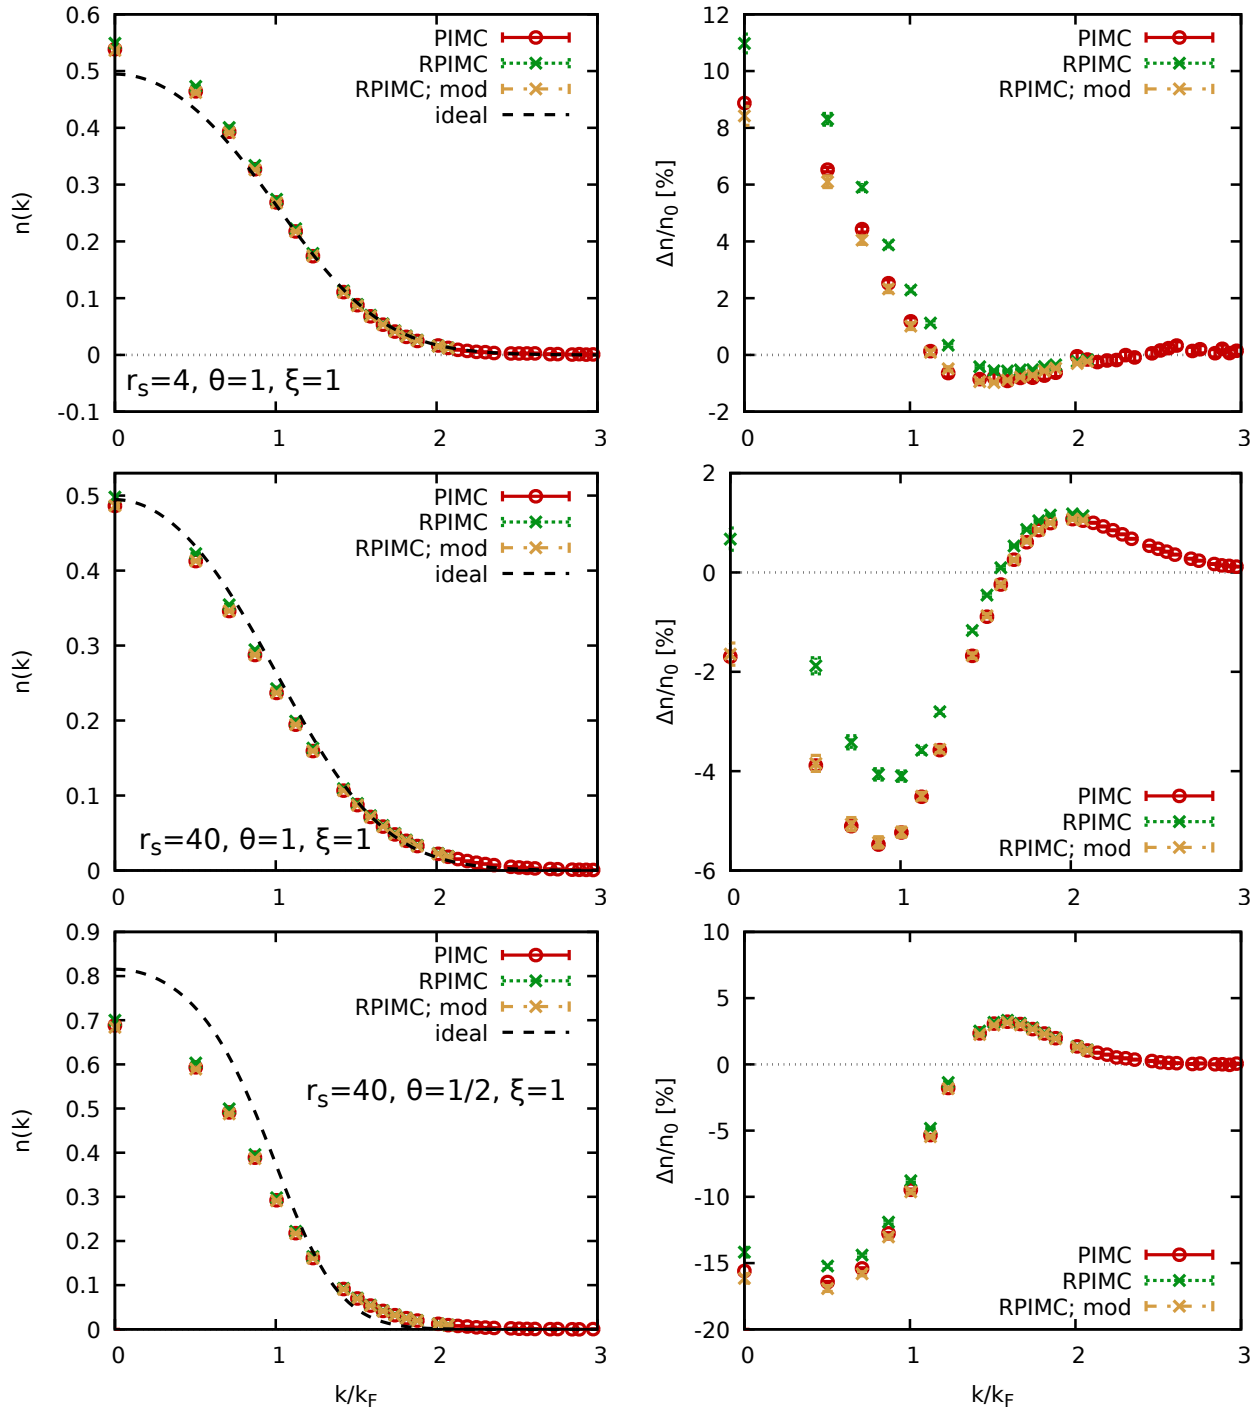 0.6
0.5
0.4
0.3
0.2
0.1
0
-0.1
n(k)
PIMC
RPIMC
RPIMC; mod
ideal
r_s=4, θ=1, ξ=1
0 1 2 3
12
10
8
6
4
2
0
-2
Δn/n_0 [%]
PIMC
RPIMC
RPIMC; mod
0 1 2 3
0.5
0.4
0.3
0.2
0.1
0
n(k)
PIMC
RPIMC
RPIMC; mod
ideal
r_s=40, θ=1, ξ=1
0 1 2 3
2
0
-2
-4
-6
Δn/n_0 [%]
PIMC
RPIMC
RPIMC; mod
0 1 2 3
0.9
0.8
0.7
0.6
0.5
0.4
0.3
0.2
0.1
0
n(k)
PIMC
RPIMC
RPIMC; mod
ideal
r_s=40, θ=1/2, ξ=1
0 1 2 3
k/k_F
10
5
0
-5
-10
-15
-20
Δn/n_0 [%]
PIMC
RPIMC
RPIMC; mod
0 1 2 3
k/k_F